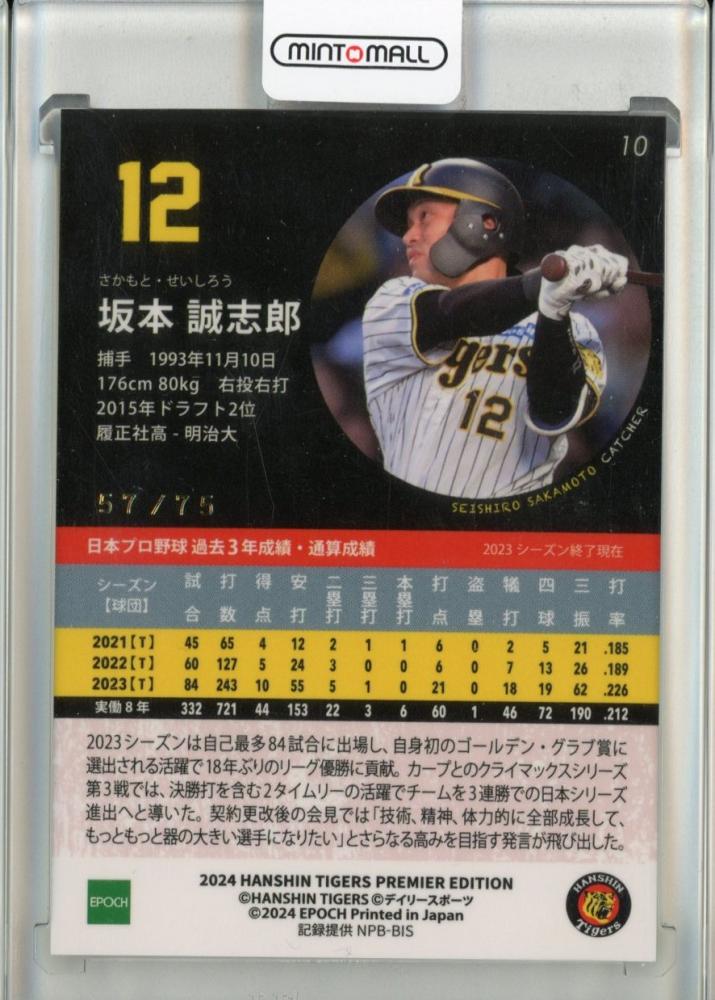 MINTMALL
10
12
さかもと・せいしろう
坂本 誠志郎
捕手 1993年11月10日
176cm 80kg 右投右打
2015年ドラフト2位
履正社高 - 明治大
57/75
gers
12
SEISHIRO SAKAMOTO CATCHER
日本プロ野球 過去3年成績・通算成績 2023 シーズン終了現在
シーズン【球団】 試合 打数 得点 安打 二塁打 三塁打 本塁打 打点 盗塁 犠打 四球 三振 打率
2021【T】 45 65 4 12 2 1 1 6 0 2 5 21 .185
2022【T】 60 127 5 24 3 0 0 6 0 7 13 26 .189
2023【T】 84 243 10 55 5 1 0 21 0 18 19 62 .226
実働8年 332 721 44 153 22 3 6 60 1 46 72 190 .212
2023シーズンは自己最多84試合に出場し、自身初のゴールデン・グラブ賞に
選出される活躍で18年ぶりのリーグ優勝に貢献。カープとのクライマックスシリーズ
第3戦では、決勝打を含む2タイムリーの活躍でチームを3連勝での日本シリーズ
進出へと導いた。契約更改後の会見では「技術、精神、体力的に全部成長して、
もっともっと器の大きい選手になりたい」とさらなる高みを目指す発言が飛び出した。
2024 HANSHIN TIGERS PREMIER EDITION
©HANSHIN TIGERS ©デイリースポーツ
©2024 EPOCH Printed in Japan
記録提供 NPB-BIS
EPOCH
HANSHIN
Tigers